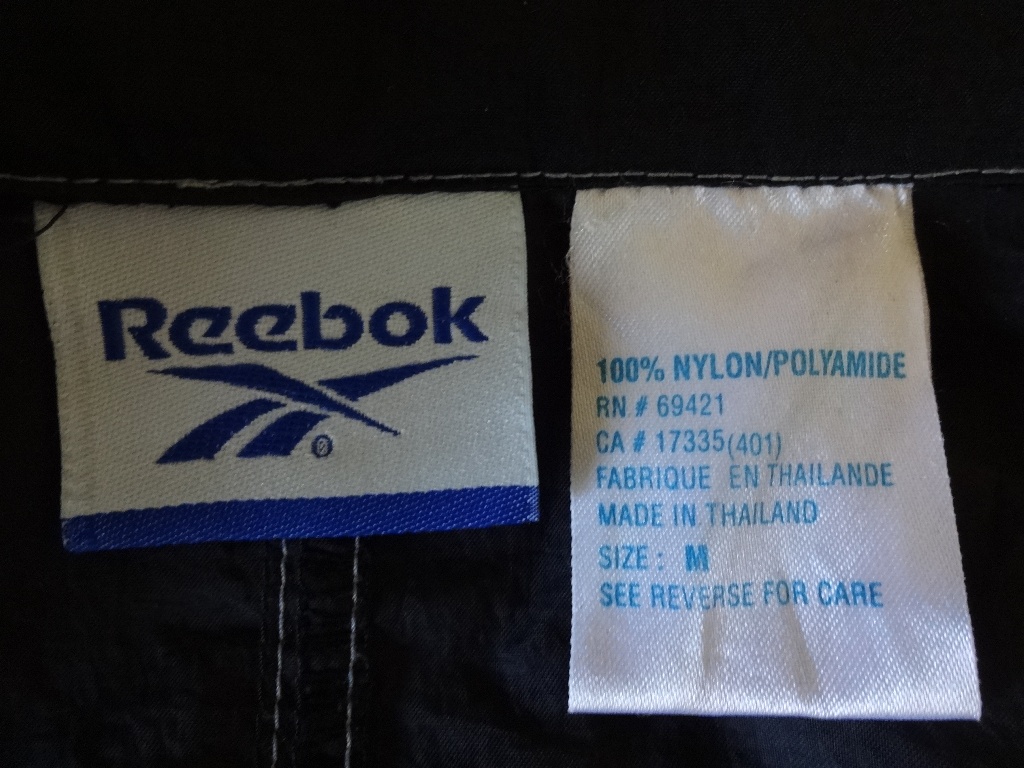 Reebok
®
100% NYLON/POLYAMIDE
RN.# 69421
CA # 17335(401)
FABRIQUE EN THAILANDE
MADE IN THAILAND
SIZE: M
SEE REVERSE FOR CARE